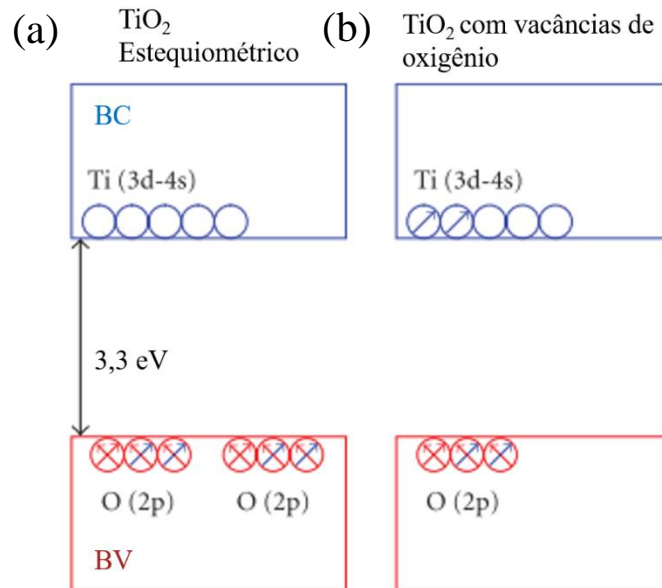 (a)
TiO₂
Estequiométrico
BC
Ti (3d-4s)
3,3 eV
O (2p)
O (2p)
BV
(b)
TiO₂ com vacâncias de
oxigênio
Ti (3d-4s)
O (2p)